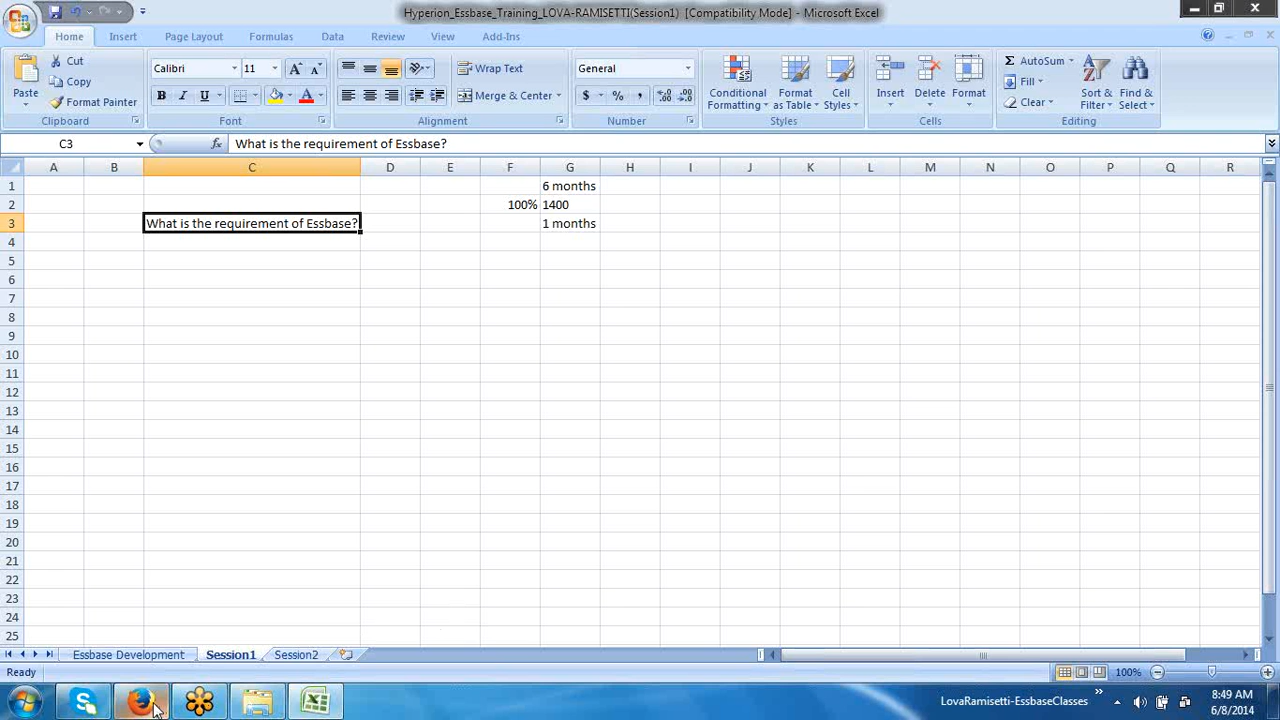 Hyperion_Essbase_Training_LOVA-RAMISETTI(Session1) [Compatibility Mode] - Microsoft Excel
Home Insert Page Layout Formulas Data Review View Add-Ins
Paste Cut Copy Format Painter
Calibri 11 Wrap Text General
B I U Merge & Center $ % ,
Conditional Formatting Format as Table Cell Styles Insert Delete Format
AutoSum Fill Clear Sort & Filter Find & Select
Clipboard Font Alignment Number Styles Cells Editing
C3 fx What is the requirement of Essbase?
A B C D E F G H I J K L M N O P Q R
1 6 months
2 100% 1400
3 What is the requirement of Essbase? 1 months
4
5
6
7
8
9
10
11
12
13
14
15
16
17
18
19
20
21
22
23
24
25
Essbase Development Session1 Session2
Ready 100%
LovaRamisetti-EssbaseClasses 8:49 AM
6/8/2014